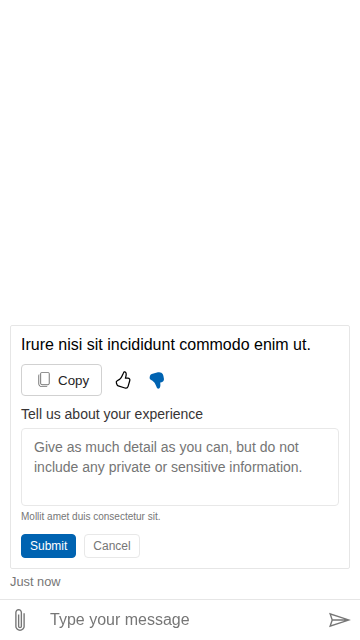 Irure nisi sit incididunt commodo enim ut.
Copy
Tell us about your experience
Give as much detail as you can, but do not
include any private or sensitive information.
Mollit amet duis consectetur sit.
Submit Cancel
Just now
Type your message